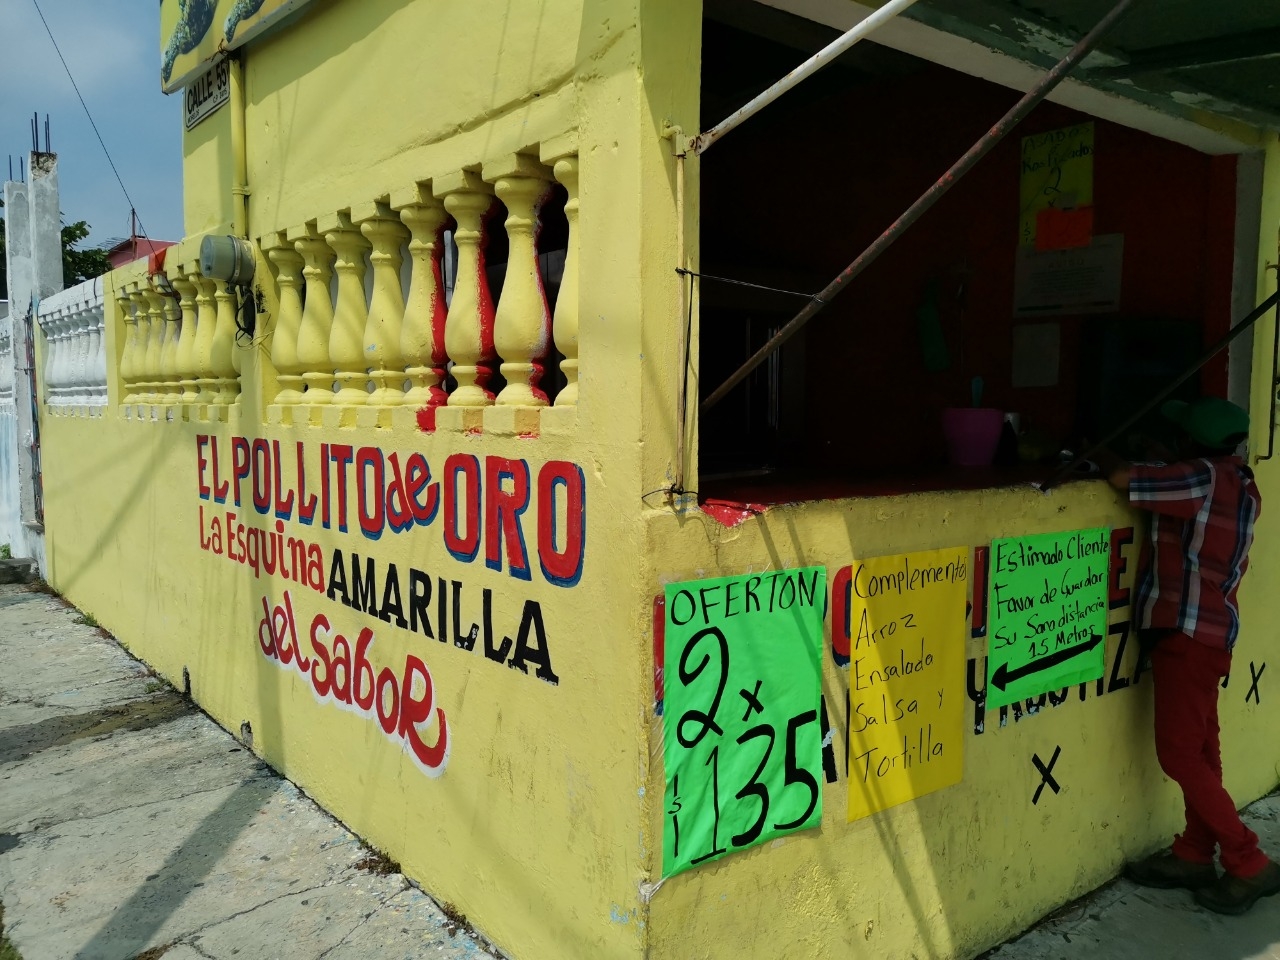 CALLE 55
EL POLLITO de ORO
La Esquina
AMARILLA
del SaboR
OFERTON
2 x
$ 135
Complementos
Arroz
Ensalada
Salsa y
Tortilla
Estimado Cliente
Favor de Guardar
Su Sana distancia
1.5 Metros
x
x
2